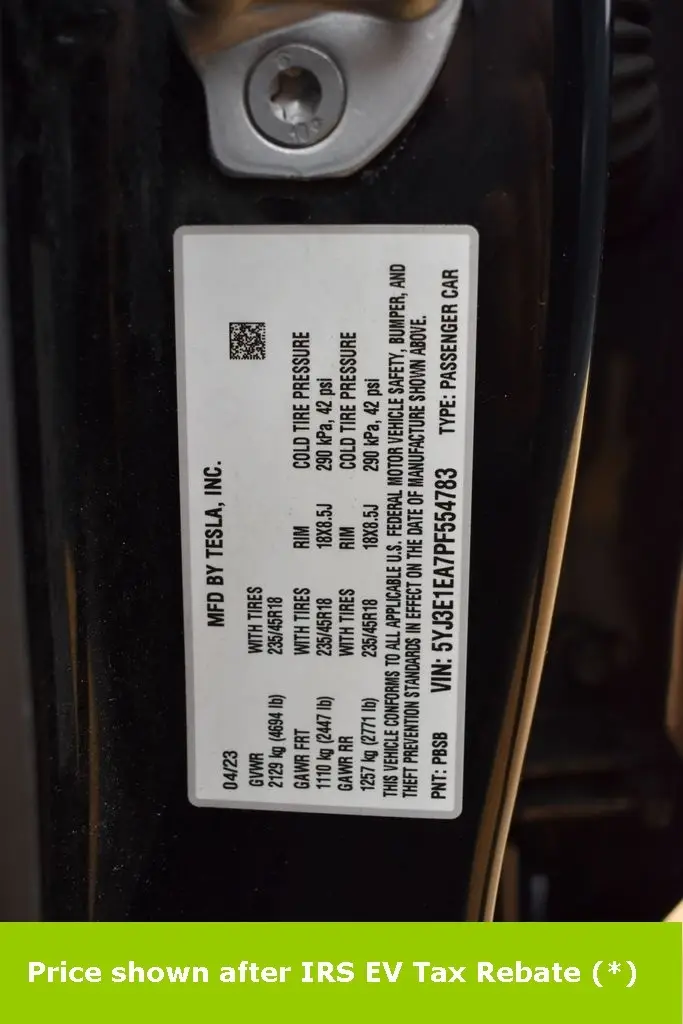 MFD BY TESLA, INC.
04/23
GVWR WITH TIRES
2129 kg (4694 lb) 235/45R18
GAWR FRT WITH TIRES RIM COLD TIRE PRESSURE
1110 kg (2447 lb) 235/45R18 18X8.5J 290 kPa, 42 psi
GAWR RR WITH TIRES RIM COLD TIRE PRESSURE
1257 kg (2771 lb) 235/45R18 18X8.5J 290 kPa, 42 psi
THIS VEHICLE CONFORMS TO ALL APPLICABLE U.S. FEDERAL MOTOR VEHICLE SAFETY, BUMPER, AND
THEFT PREVENTION STANDARDS IN EFFECT ON THE DATE OF MANUFACTURE SHOWN ABOVE.
PNT: PBSB VIN: 5YJ3E1EA7PF554783 TYPE: PASSENGER CAR
Price shown after IRS EV Tax Rebate (*)